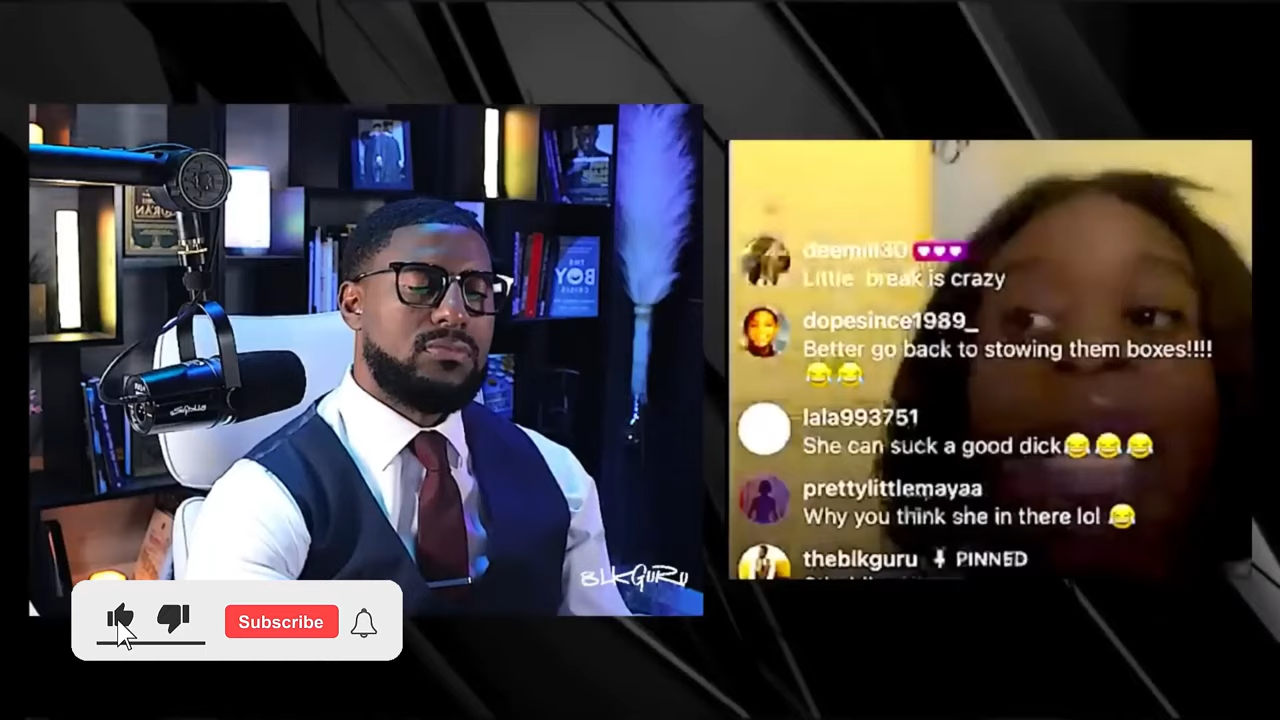 BLKGURU
Subscribe
deemill30
Little break is crazy
dopesince1989_
Better go back to stowing them boxes!!!!
😂😂
lala993751
She can suck a good dick😂😂😂
prettylittlemayaa
Why you think she in there lol 😂
theblkguru PINNED